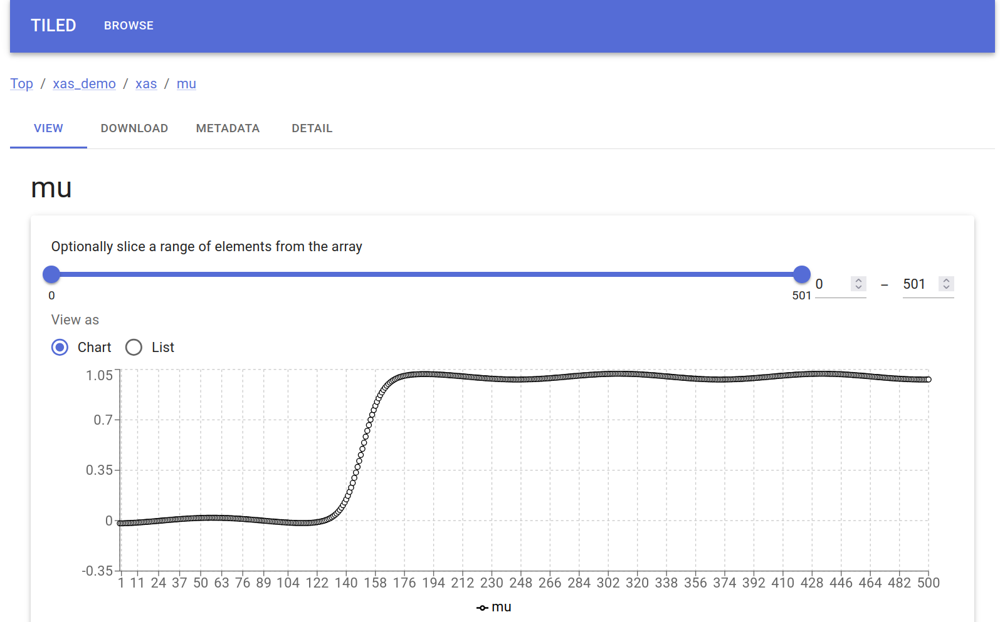 TILED BROWSE
Top / xas_demo / xas / mu
VIEW DOWNLOAD METADATA DETAIL
mu
Optionally slice a range of elements from the array
0 – 501
0 501
View as
Chart List
1.05
0.7
0.35
0
-0.35
1 11 24 37 50 63 76 89 104 122 140 158 176 194 212 230 248 266 284 302 320 338 356 374 392 410 428 446 464 482 500
mu